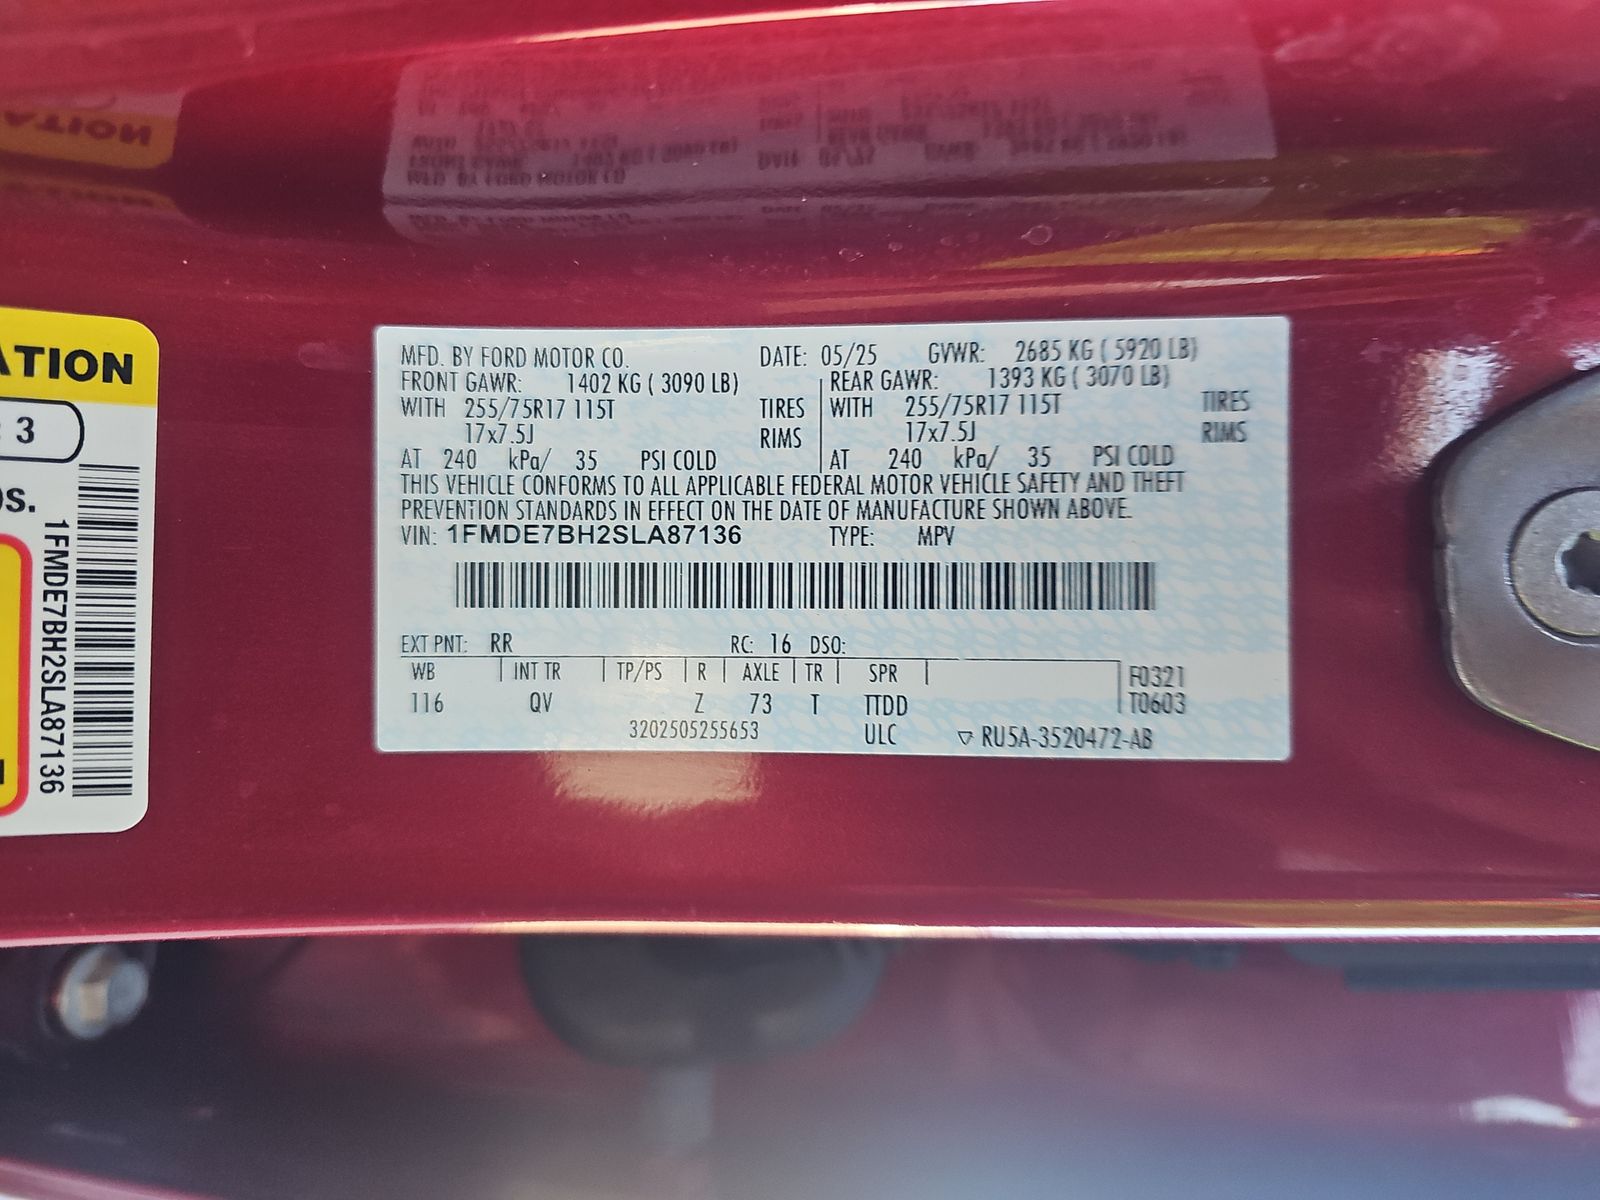 MFD. BY FORD MOTOR CO. DATE: 05/25 GVWR: 2685 KG ( 5920 LB)
FRONT GAWR: 1402 KG ( 3090 LB) REAR GAWR: 1393 KG ( 3070 LB)
WITH 255/75R17 115T TIRES WITH 255/75R17 115T TIRES
17x7.5J RIMS 17x7.5J RIMS
AT 240 kPa/ 35 PSI COLD AT 240 kPa/ 35 PSI COLD
THIS VEHICLE CONFORMS TO ALL APPLICABLE FEDERAL MOTOR VEHICLE SAFETY AND THEFT
PREVENTION STANDARDS IN EFFECT ON THE DATE OF MANUFACTURE SHOWN ABOVE.
VIN: 1FMDE7BH2SLA87136 TYPE: MPV
EXT PNT: RR RC: 16 DSO:
WB INT TR TP/PS R AXLE TR SPR F0321
116 QV Z 73 T TTDD T0603
3202505255653 ULC ▽ RU5A-3520472-AB
ATION
3
1FMDE7BH2SLA87136